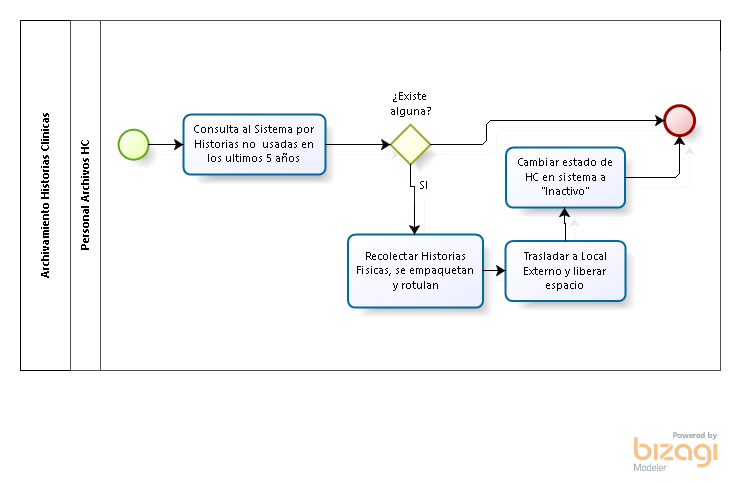 Archivamiento Historias Clínicas
Personal Archivos HC
Consulta al Sistema por
Historias no usadas en
los ultimos 5 años
¿Existe
alguna?
SI
Recolectar Historias
Fisicas, se empaquetan
y rotulan
Trasladar a Local
Externo y liberar
espacio
Cambiar estado de
HC en sistema a
"Inactivo"
Powered by
bizagi
Modeler